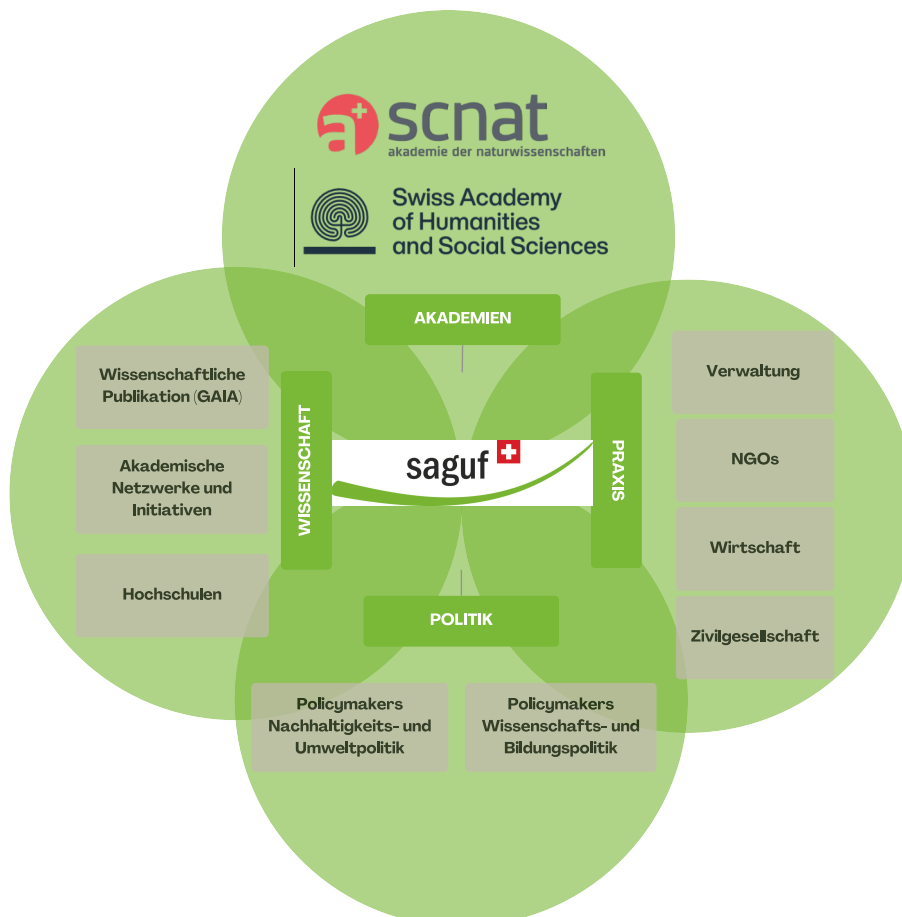 a+
scnat
akademie der naturwissenschaften
Swiss Academy
of Humanities
and Social Sciences
AKADEMIEN
Wissenschaftliche
Publikation (GAIA)
Akademische
Netzwerke und
Initiativen
Hochschulen
WISSENSCHAFT
saguf
PRAXIS
Verwaltung
NGOs
Wirtschaft
Zivilgesellschaft
POLITIK
Policymakers
Nachhaltigkeits- und
Umweltpolitik
Policymakers
Wissenschafts- und
Bildungspolitik